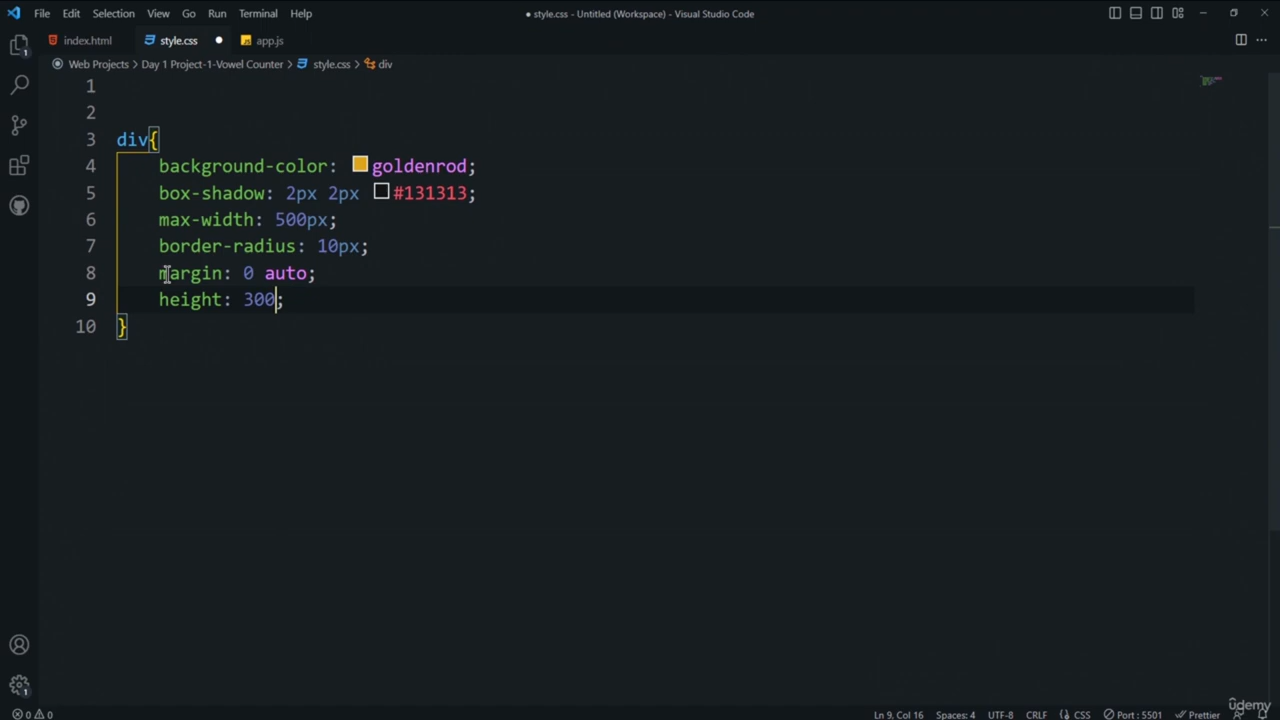 File Edit Selection View Go Run Terminal Help
● style.css - Untitled (Workspace) - Visual Studio Code
index.html style.css ● app.js
Web Projects > Day 1 Project-1-Vowel Counter > style.css > div
1
2
3 div{
4 background-color: goldenrod;
5 box-shadow: 2px 2px #131313;
6 max-width: 500px;
7 border-radius: 10px;
8 margin: 0 auto;
9 height: 300;
10 }
1
1
udemy
0 0 Ln 9, Col 16 Spaces: 4 UTF-8 CRLF {} CSS Port : 5501 Prettier